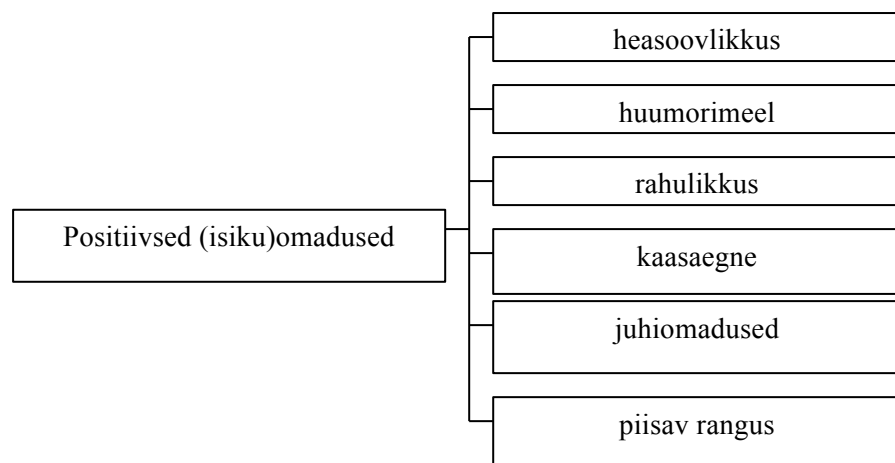 heasoovlikkus
huumorimeel
rahulikkus
Positiivsed (isiku)omadused
kaasaegne
juhiomadused
piisav rangus